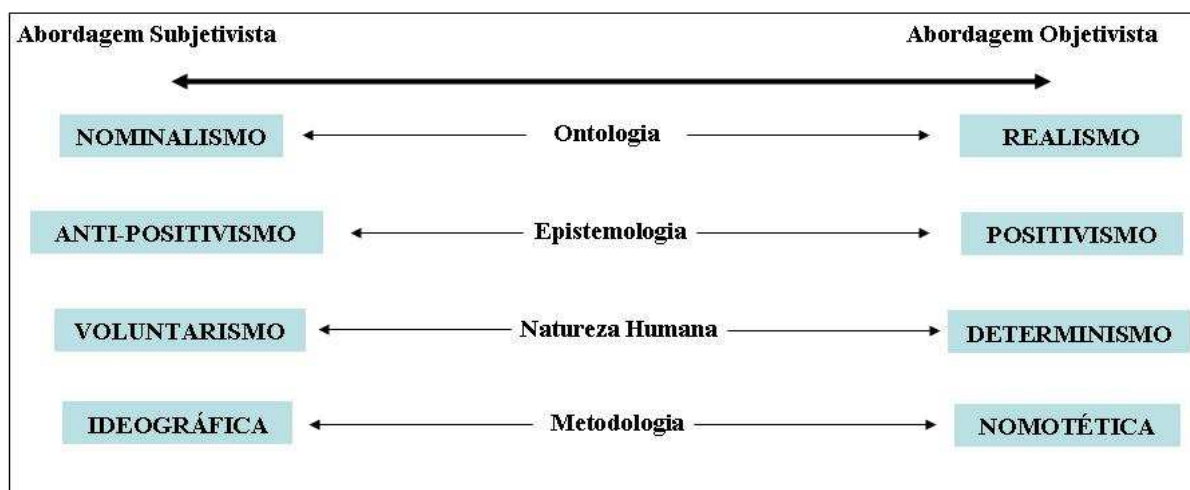 Abordagem Subjetivista Abordagem Objetivista
NOMINALISMO Ontologia REALISMO
ANTI-POSITIVISMO Epistemologia POSITIVISMO
VOLUNTARISMO Natureza Humana DETERMINISMO
IDEOGRÁFICA Metodologia NOMOTÉTICA